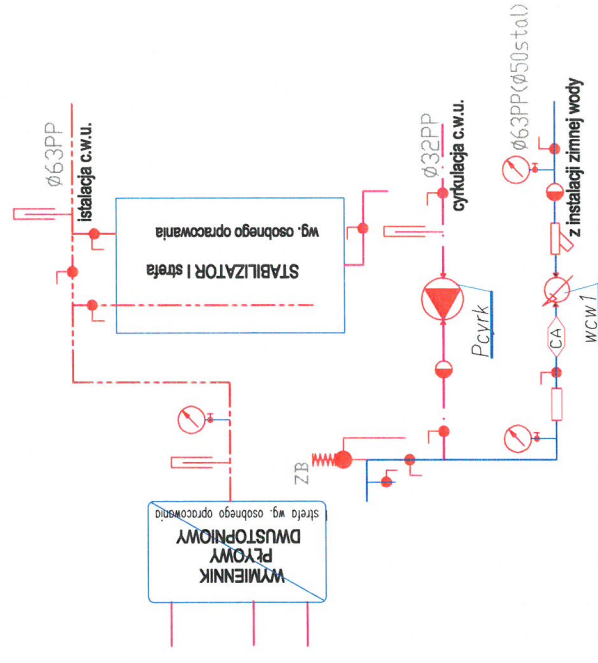 Ø63PP
istalacja c.w.u.
STABILIZATOR I strefa
wg. osobnego opracowania
Ø32PP
cyrkulacja c.w.u.
Ø63PP(Ø50stal)
z instalacji zimnej wody
Pcyrk
CA
wcw1
ZB
WYMIENNIK
PŁYOWY
DWUSTOPNIOWY
I strefa wg. osobnego opracowania